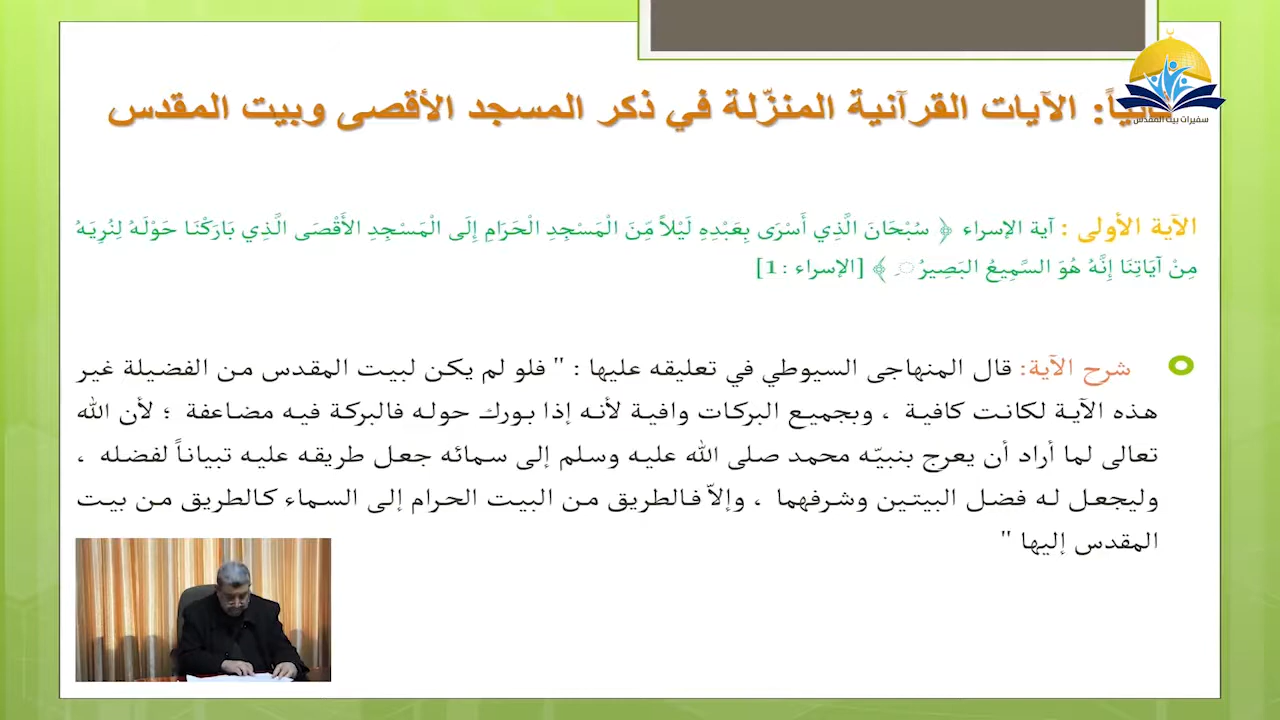 سفيرات بيت المقدس
الآيات القرآنية المنزّلة في ذكر المسجد الأقصى وبيت المقدس
الآية الأولى : آية الإسراء ﴿ سُبْحَانَ الَّذِي أَسْرَى بِعَبْدِهِ لَيْلاً مِّنَ الْمَسْجِدِ الْحَرَامِ إِلَى الْمَسْجِدِ الأَقْصَى الَّذِي بَارَكْنَا حَوْلَهُ لِنُرِيَهُ
مِنْ آيَاتِنَا إِنَّهُ هُوَ السَّمِيعُ البَصِيرُ ﴾ [الإسراء : 1]
شرح الآية: قال المنهاجى السيوطي في تعليقه عليها : " فلو لم يكن لبيت المقدس من الفضيلة غير
هذه الآية لكانت كافية ، وبجميع البركات وافية لأنه إذا بورك حوله فالبركة فيه مضاعفة ؛ لأن الله
تعالى لما أراد أن يعرج بنبيّه محمد صلى الله عليه وسلم إلى سمائه جعل طريقه عليه تبياناً لفضله ،
وليجعل له فضل البيتين وشرفهما ، وإلاّ فالطريق من البيت الحرام إلى السماء كالطريق من بيت
المقدس إليها "